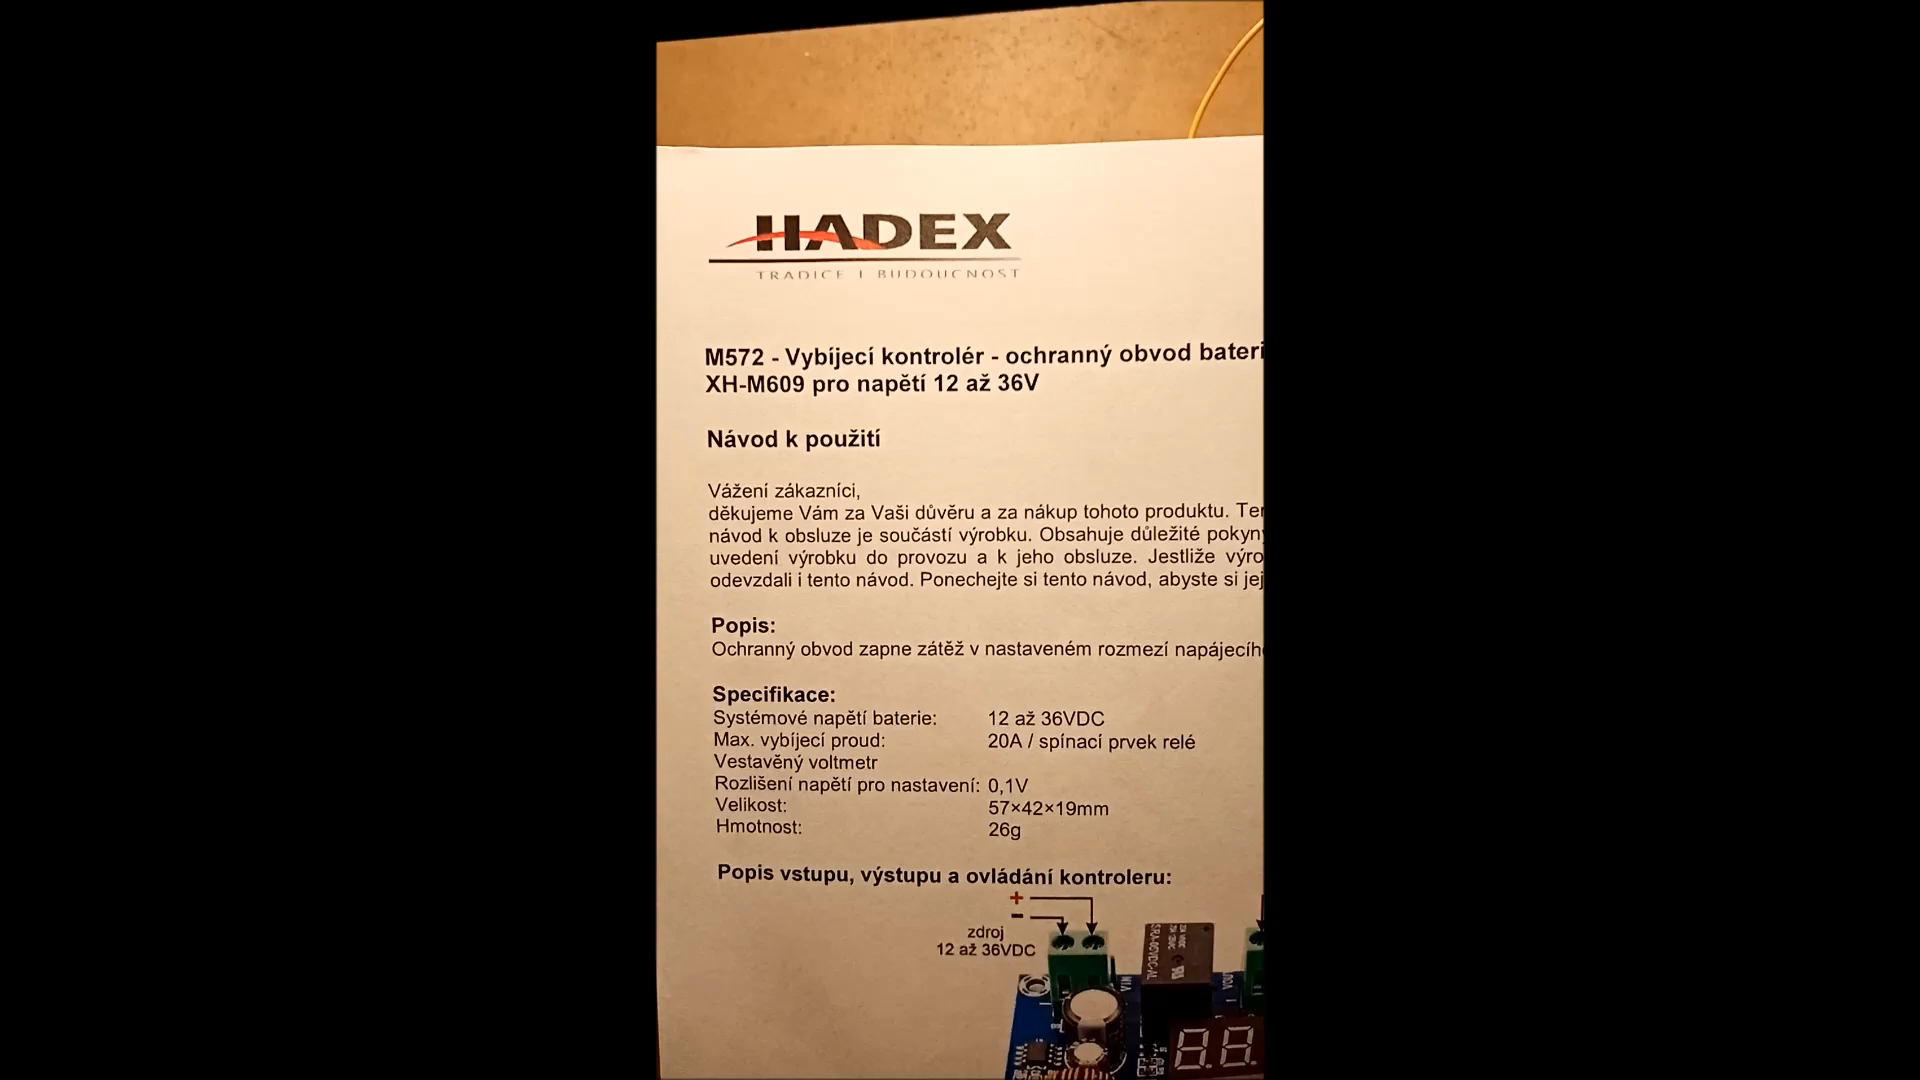 HADEX
TRADICE I BUDOUCNOST
M572 - Vybíjecí kontrolér - ochranný obvod bateri
XH-M609 pro napětí 12 až 36V
Návod k použití
Vážení zákazníci,
děkujeme Vám za Vaši důvěru a za nákup tohoto produktu. Ten
návod k obsluze je součástí výrobku. Obsahuje důležité pokyny
uvedení výrobku do provozu a k jeho obsluze. Jestliže výro
odevzdali i tento návod. Ponechejte si tento návod, abyste si jej
Popis:
Ochranný obvod zapne zátěž v nastaveném rozmezí napájecího
Specifikace:
Systémové napětí baterie: 12 až 36VDC
Max. vybíjecí proud: 20A / spínací prvek relé
Vestavěný voltmetr
Rozlišení napětí pro nastavení: 0,1V
Velikost: 57×42×19mm
Hmotnost: 26g
Popis vstupu, výstupu a ovládání kontroleru:
+
-
zdroj
12 až 36VDC
VIN
8.8.